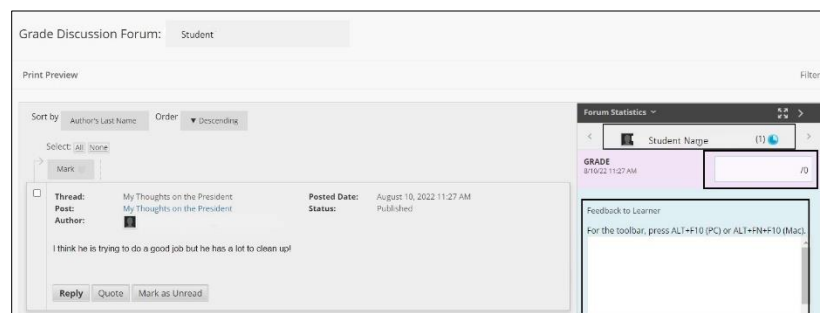 Grade Discussion Forum: Student
Print Preview Filter
Sort by Author's Last Name Order ▼ Descending
Select: All None
Mark
Thread: My Thoughts on the President Posted Date: August 10, 2022 11:27 AM
Post: My Thoughts on the President Status: Published
Author:
I think he is trying to do a good job but he has a lot to clean up!
Reply Quote Mark as Unread
Forum Statistics
Student Name (1)
GRADE
8/10/22 11:27 AM /0
Feedback to Learner
For the toolbar, press ALT+F10 (PC) or ALT+FN+F10 (Mac).